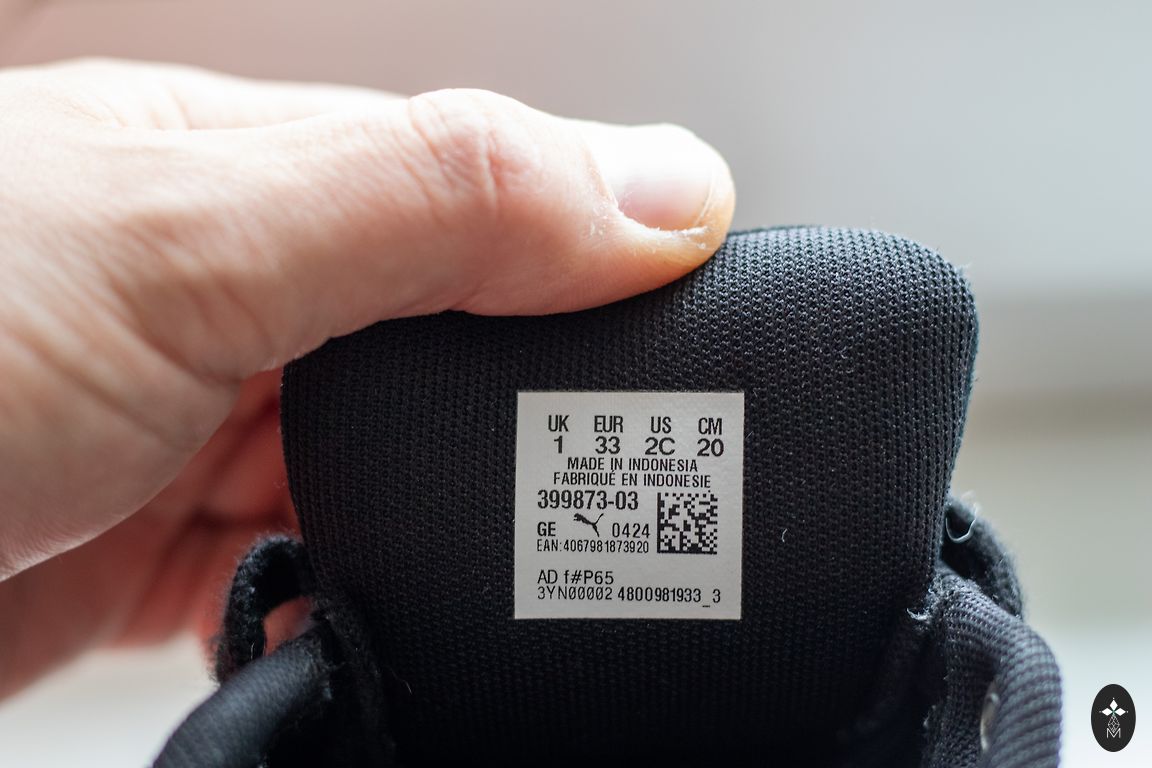 UK EUR US CM
1 33 2C 20
MADE IN INDONESIA
FABRIQUÉ EN INDONESIE
399873-03
GE 0424
EAN:4067981873920
AD f#P65
3YN00002 4800981933_3
M